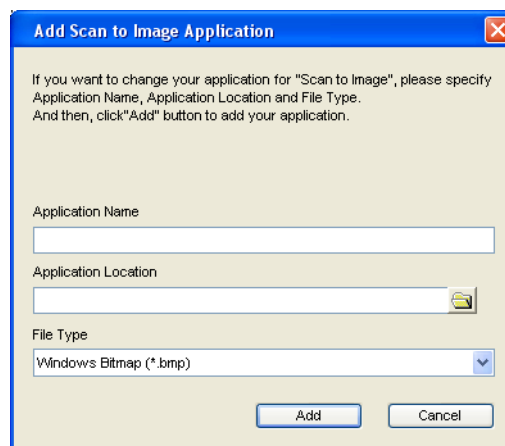 Add Scan to Image Application
If you want to change your application for "Scan to Image", please specify
Application Name, Application Location and File Type.
And then, click"Add" button to add your application.
Application Name
Application Location
File Type
Windows Bitmap (*.bmp)
Add
Cancel